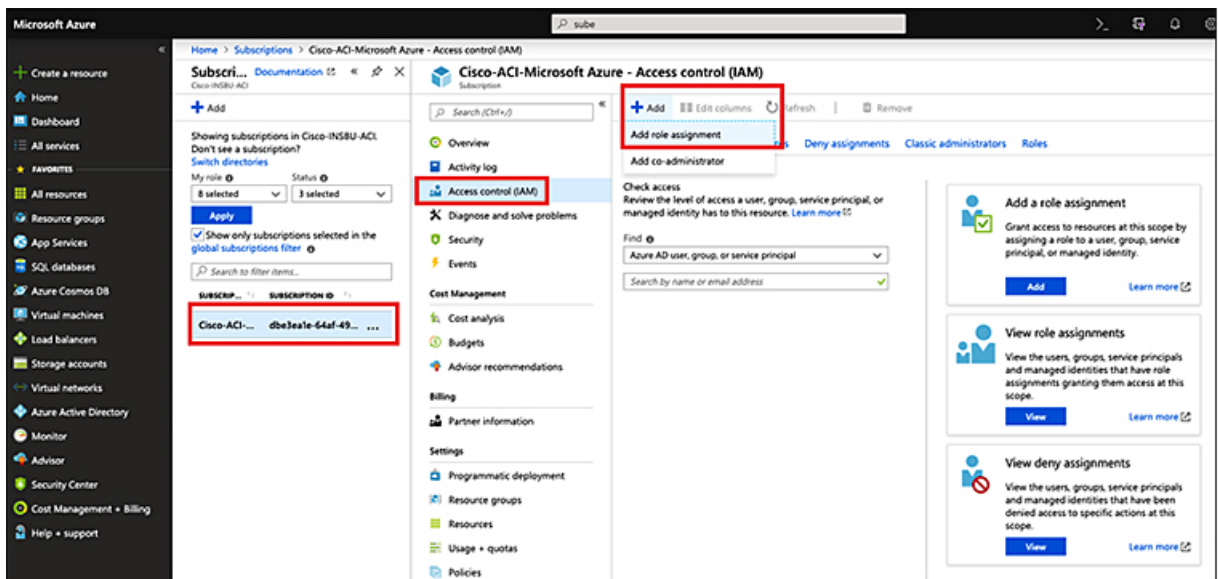 Microsoft Azure
sube
Create a resource
Home
Dashboard
All services
FAVORITES
All resources
Resource groups
App Services
SQL databases
Azure Cosmos DB
Virtual machines
Load balancers
Storage accounts
Virtual networks
Azure Active Directory
Monitor
Advisor
Security Center
Cost Management + Billing
Help + support
Home > Subscriptions > Cisco-ACI-Microsoft Azure - Access control (IAM)
Subscri... Documentation
Cisco-INSBU-ACI
Add
Showing subscriptions in Cisco-INSBU-ACI.
Don't see a subscription?
Switch directories
My role Status
8 selected 3 selected
Apply
Show only subscriptions selected in the
global subscriptions filter
Search to filter items...
SUBSCRIP... SUBSCRIPTION ID
Cisco-ACI-... dbe3ea1e-64af-49... ...
Cisco-ACI-Microsoft Azure - Access control (IAM)
Subscription
Search (Ctrl+/)
Overview
Activity log
Access control (IAM)
Diagnose and solve problems
Security
Events
Cost Management
Cost analysis
Budgets
Advisor recommendations
Billing
Partner information
Settings
Programmatic deployment
Resource groups
Resources
Usage + quotas
Policies
Add Edit columns Refresh Remove
Add role assignment
Add co-administrator
Deny assignments Classic administrators Roles
Check access
Review the level of access a user, group, service principal, or
managed identity has to this resource. Learn more
Find
Azure AD user, group, or service principal
Search by name or email address
Add a role assignment
Grant access to resources at this scope by
assigning a role to a user, group, service
principal, or managed identity.
Add Learn more
View role assignments
View the users, groups, service principals
and managed identities that have role
assignments granting them access at this
scope.
View Learn more
View deny assignments
View the users, groups, service principals
and managed identities that have been
denied access to specific actions at this
scope.
View Learn more